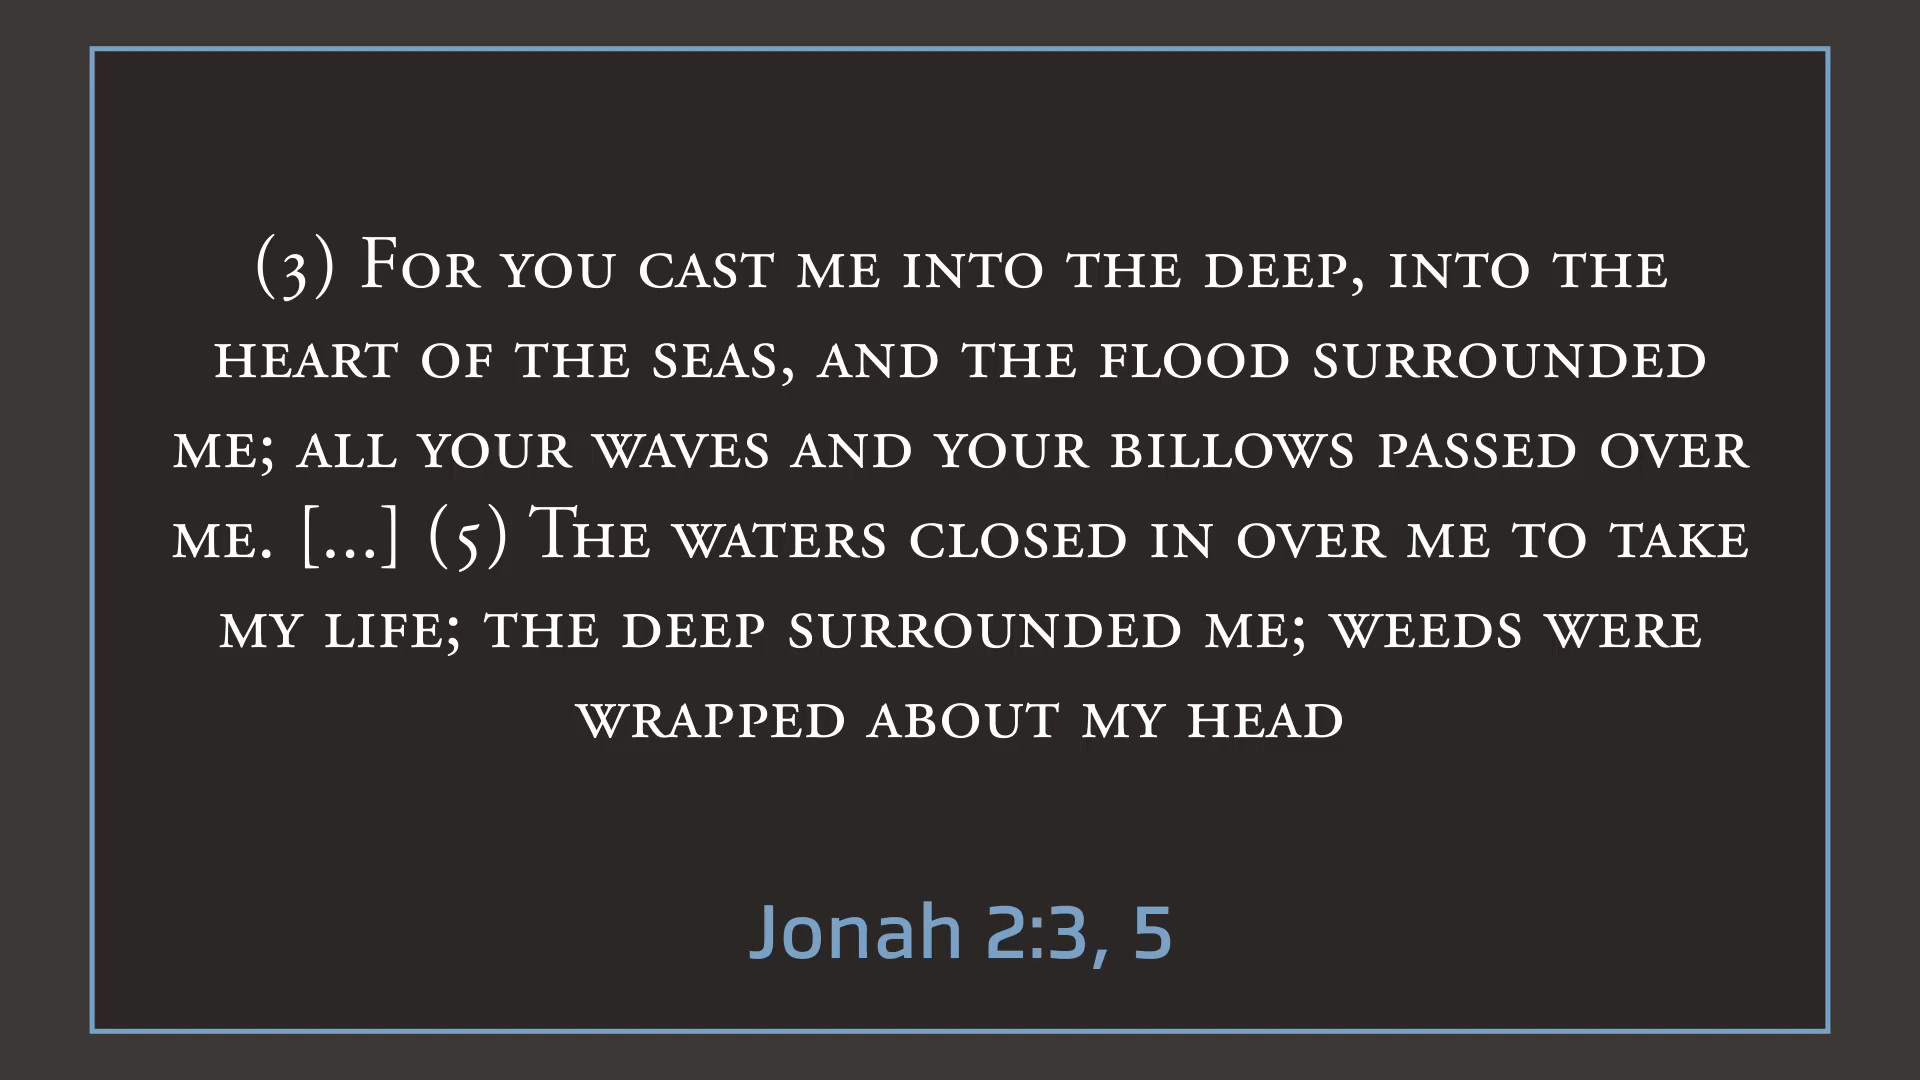 (3) For you cast me into the deep, into the
heart of the seas, and the flood surrounded
me; all your waves and your billows passed over
me. [...] (5) The waters closed in over me to take
my life; the deep surrounded me; weeds were
wrapped about my head
Jonah 2:3, 5